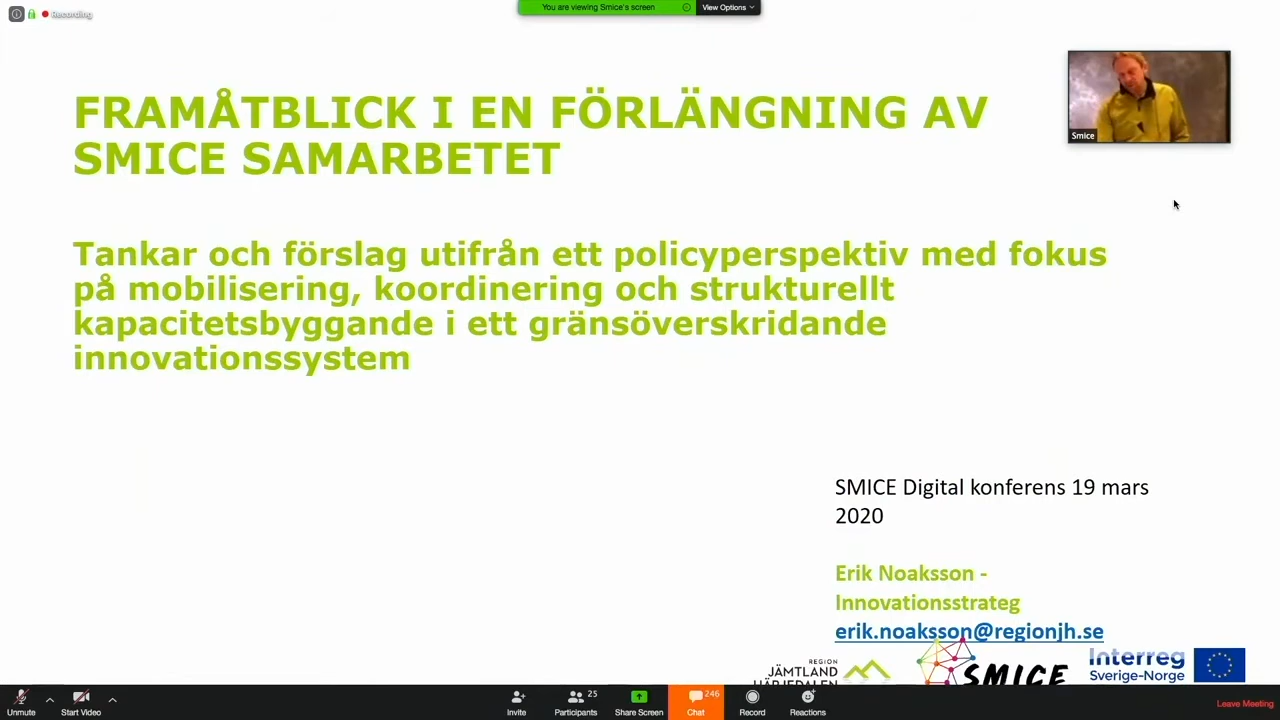 Recording
You are viewing Smice's screen
View Options
FRAMÅTBLICK I EN FÖRLÄNGNING AV
SMICE SAMARBETET
Smice
Tankar och förslag utifrån ett policyperspektiv med fokus
på mobilisering, koordinering och strukturellt
kapacitetsbyggande i ett gränsöverskridande
innovationssystem
SMICE Digital konferens 19 mars
2020
Erik Noaksson -
Innovationsstrateg
erik.noaksson@regionjh.se
REGION
JÄMTLAND
HÄRJEDALEN
SMICE
Interreg
Sverige-Norge
Unmute
Start Video
Invite
Participants
25
Share Screen
Chat
246
Record
Reactions
Leave Meeting